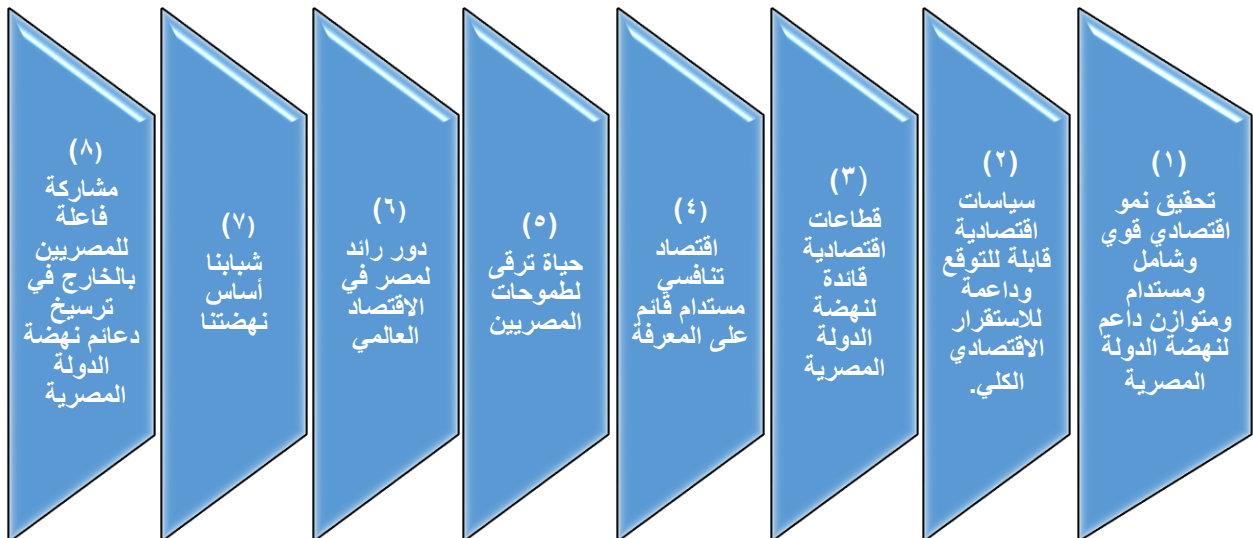 (١)
تحقيق نمو
اقتصادي قوي
وشامل
ومستدام
ومتوازن داعم
لنهضة الدولة
المصرية
(٢)
سياسات
اقتصادية
قابلة للتوقع
وداعمة
للاستقرار
الاقتصادي
الكلي.
(٣)
قطاعات
اقتصادية
قائدة
لنهضة
الدولة
المصرية
(٤)
اقتصاد
تنافسي
مستدام قائم
على المعرفة
(٥)
حياة ترقى
لطموحات
المصريين
(٦)
دور رائد
لمصر في
الاقتصاد
العالمي
(٧)
شبابنا
أساس
نهضتنا
(٨)
مشاركة
فاعلة
للمصريين
بالخارج في
ترسيخ
دعائم نهضة
الدولة
المصرية